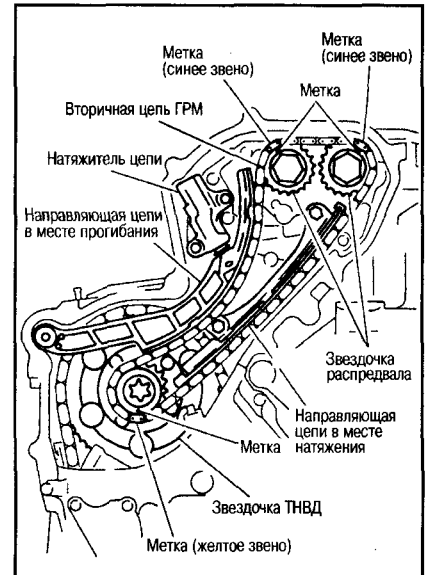 Метка
(синее звено)
Метка
(синее звено)
Метка
Вторичная цепь ГРМ
Натяжитель цепи
Направляющая цепи
в месте прогибания
Звездочка
распредвала
Направляющая
цепи в месте
натяжения
Метка
Звездочка ТНВД
Метка (желтое звено)